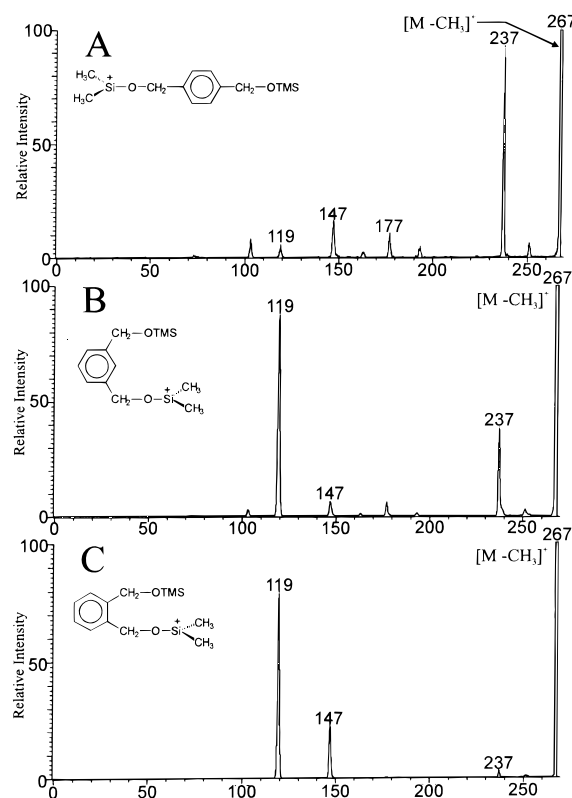 [M -CH₃]⁺
267
100
A
237
H₃C
+
Si—O—CH₂
CH₂—OTMS
H₃C
Relative Intensity
50
147
177
119
0
0 50 100 150 200 250
267
100
B
119
[M -CH₃]⁺
CH₂—OTMS
+
CH₃
CH₂—O—Si
CH₃
Relative Intensity
50
237
147
0
0 50 100 150 200 250
267
100
C
[M -CH₃]⁺
CH₂—OTMS
119
+
CH₃
CH₂—O—Si
CH₃
Relative Intensity
50
147
237
0
0 50 100 150 200 250